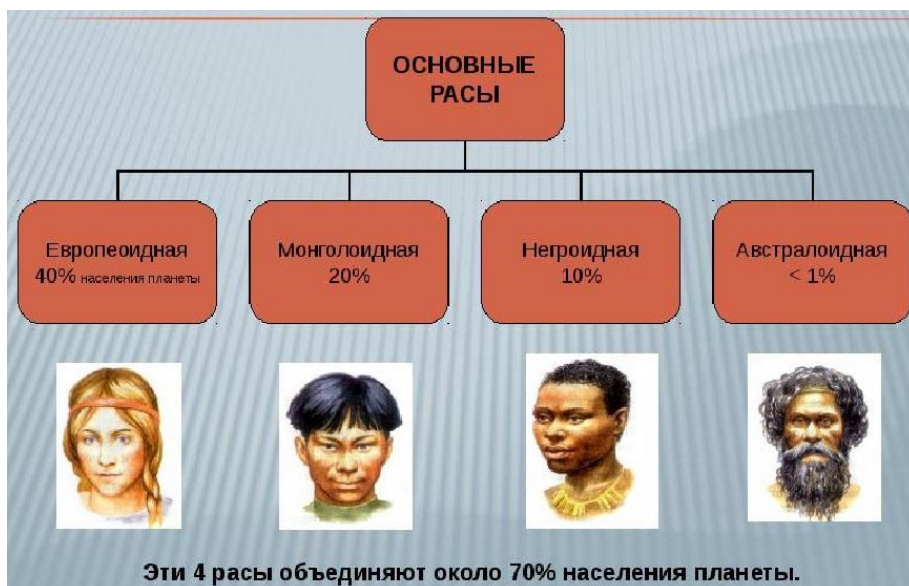 ОСНОВНЫЕ
РАСЫ
Европеоидная
40% населения планеты
Монголоидная
20%
Негроидная
10%
Австралоидная
< 1%
Эти 4 расы объединяют около 70% населения планеты.